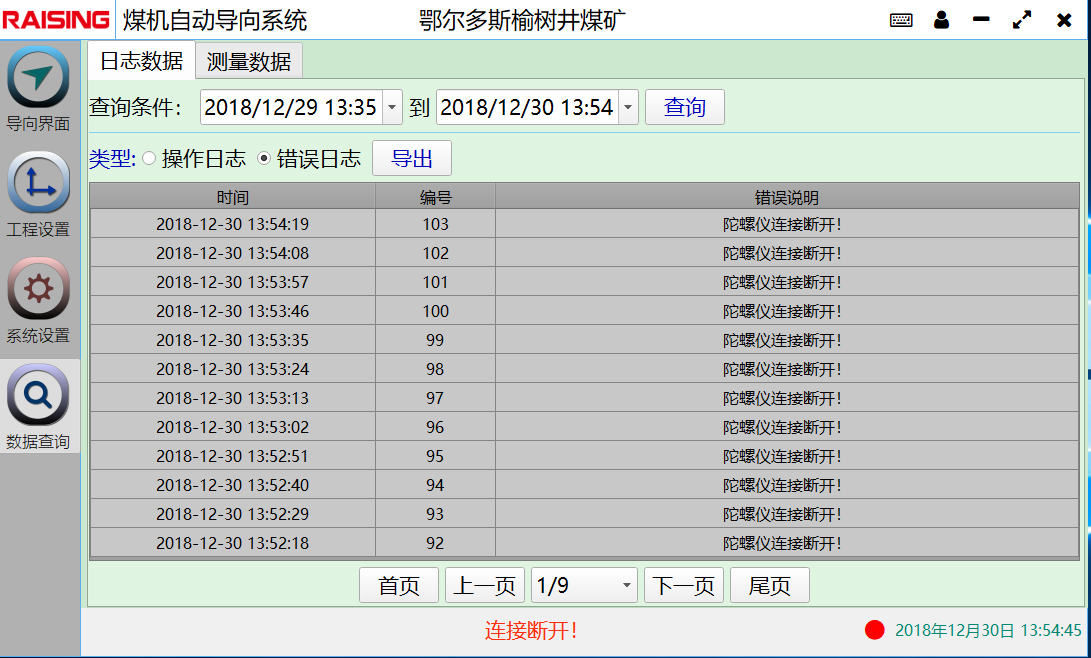 RAISING 煤机自动导向系统 鄂尔多斯榆树井煤矿
导向界面
工程设置
系统设置
数据查询
日志数据 测量数据
查询条件： 2018/12/29 13:35 到 2018/12/30 13:54 查询
类型: 操作日志 错误日志 导出
时间 编号 错误说明
2018-12-30 13:54:19 103 陀螺仪连接断开！
2018-12-30 13:54:08 102 陀螺仪连接断开！
2018-12-30 13:53:57 101 陀螺仪连接断开！
2018-12-30 13:53:46 100 陀螺仪连接断开！
2018-12-30 13:53:35 99 陀螺仪连接断开！
2018-12-30 13:53:24 98 陀螺仪连接断开！
2018-12-30 13:53:13 97 陀螺仪连接断开！
2018-12-30 13:53:02 96 陀螺仪连接断开！
2018-12-30 13:52:51 95 陀螺仪连接断开！
2018-12-30 13:52:40 94 陀螺仪连接断开！
2018-12-30 13:52:29 93 陀螺仪连接断开！
2018-12-30 13:52:18 92 陀螺仪连接断开！
首页 上一页 1/9 下一页 尾页
连接断开！ 2018年12月30日 13:54:45